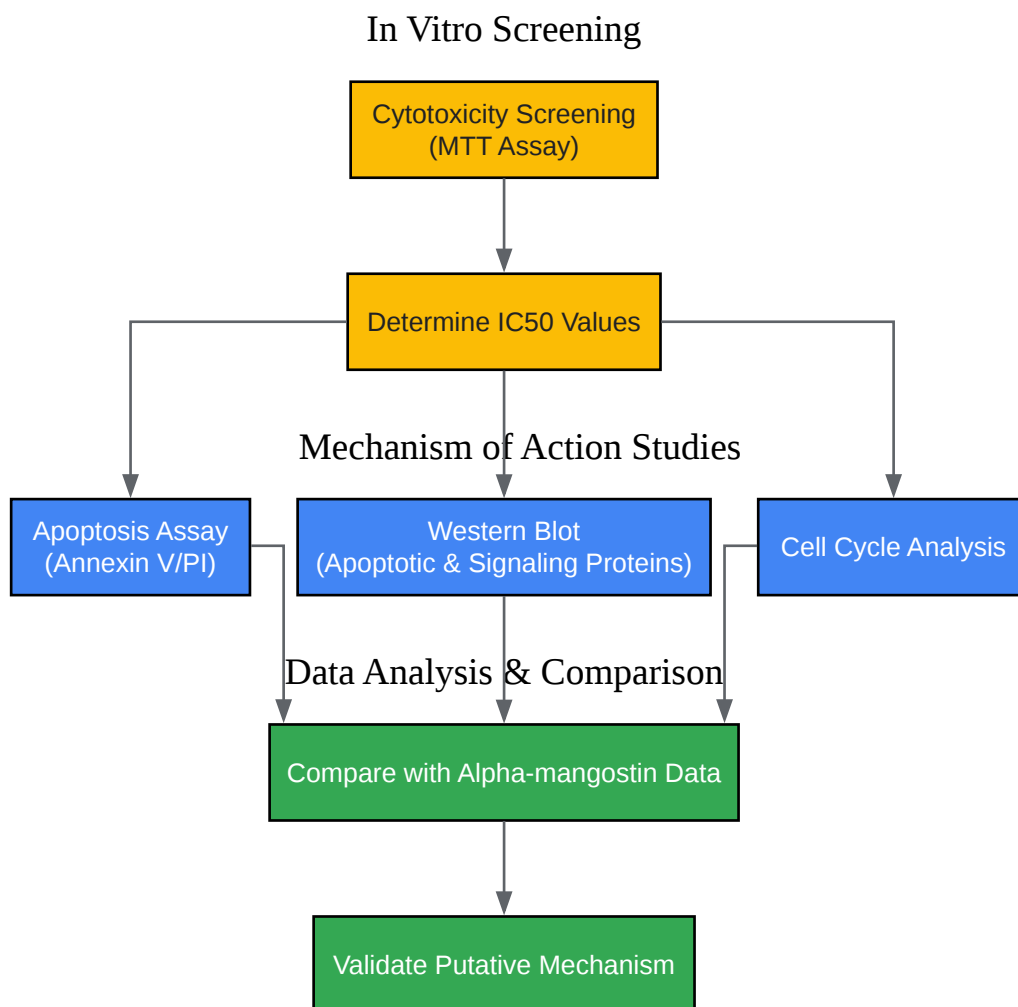 In Vitro Screening
Cytotoxicity Screening
(MTT Assay)
Determine IC50 Values
Mechanism of Action Studies
Apoptosis Assay
(Annexin V/PI)
Western Blot
(Apoptotic & Signaling Proteins)
Cell Cycle Analysis
Data Analysis & Comparison
Compare with Alpha-mangostin Data
Validate Putative Mechanism